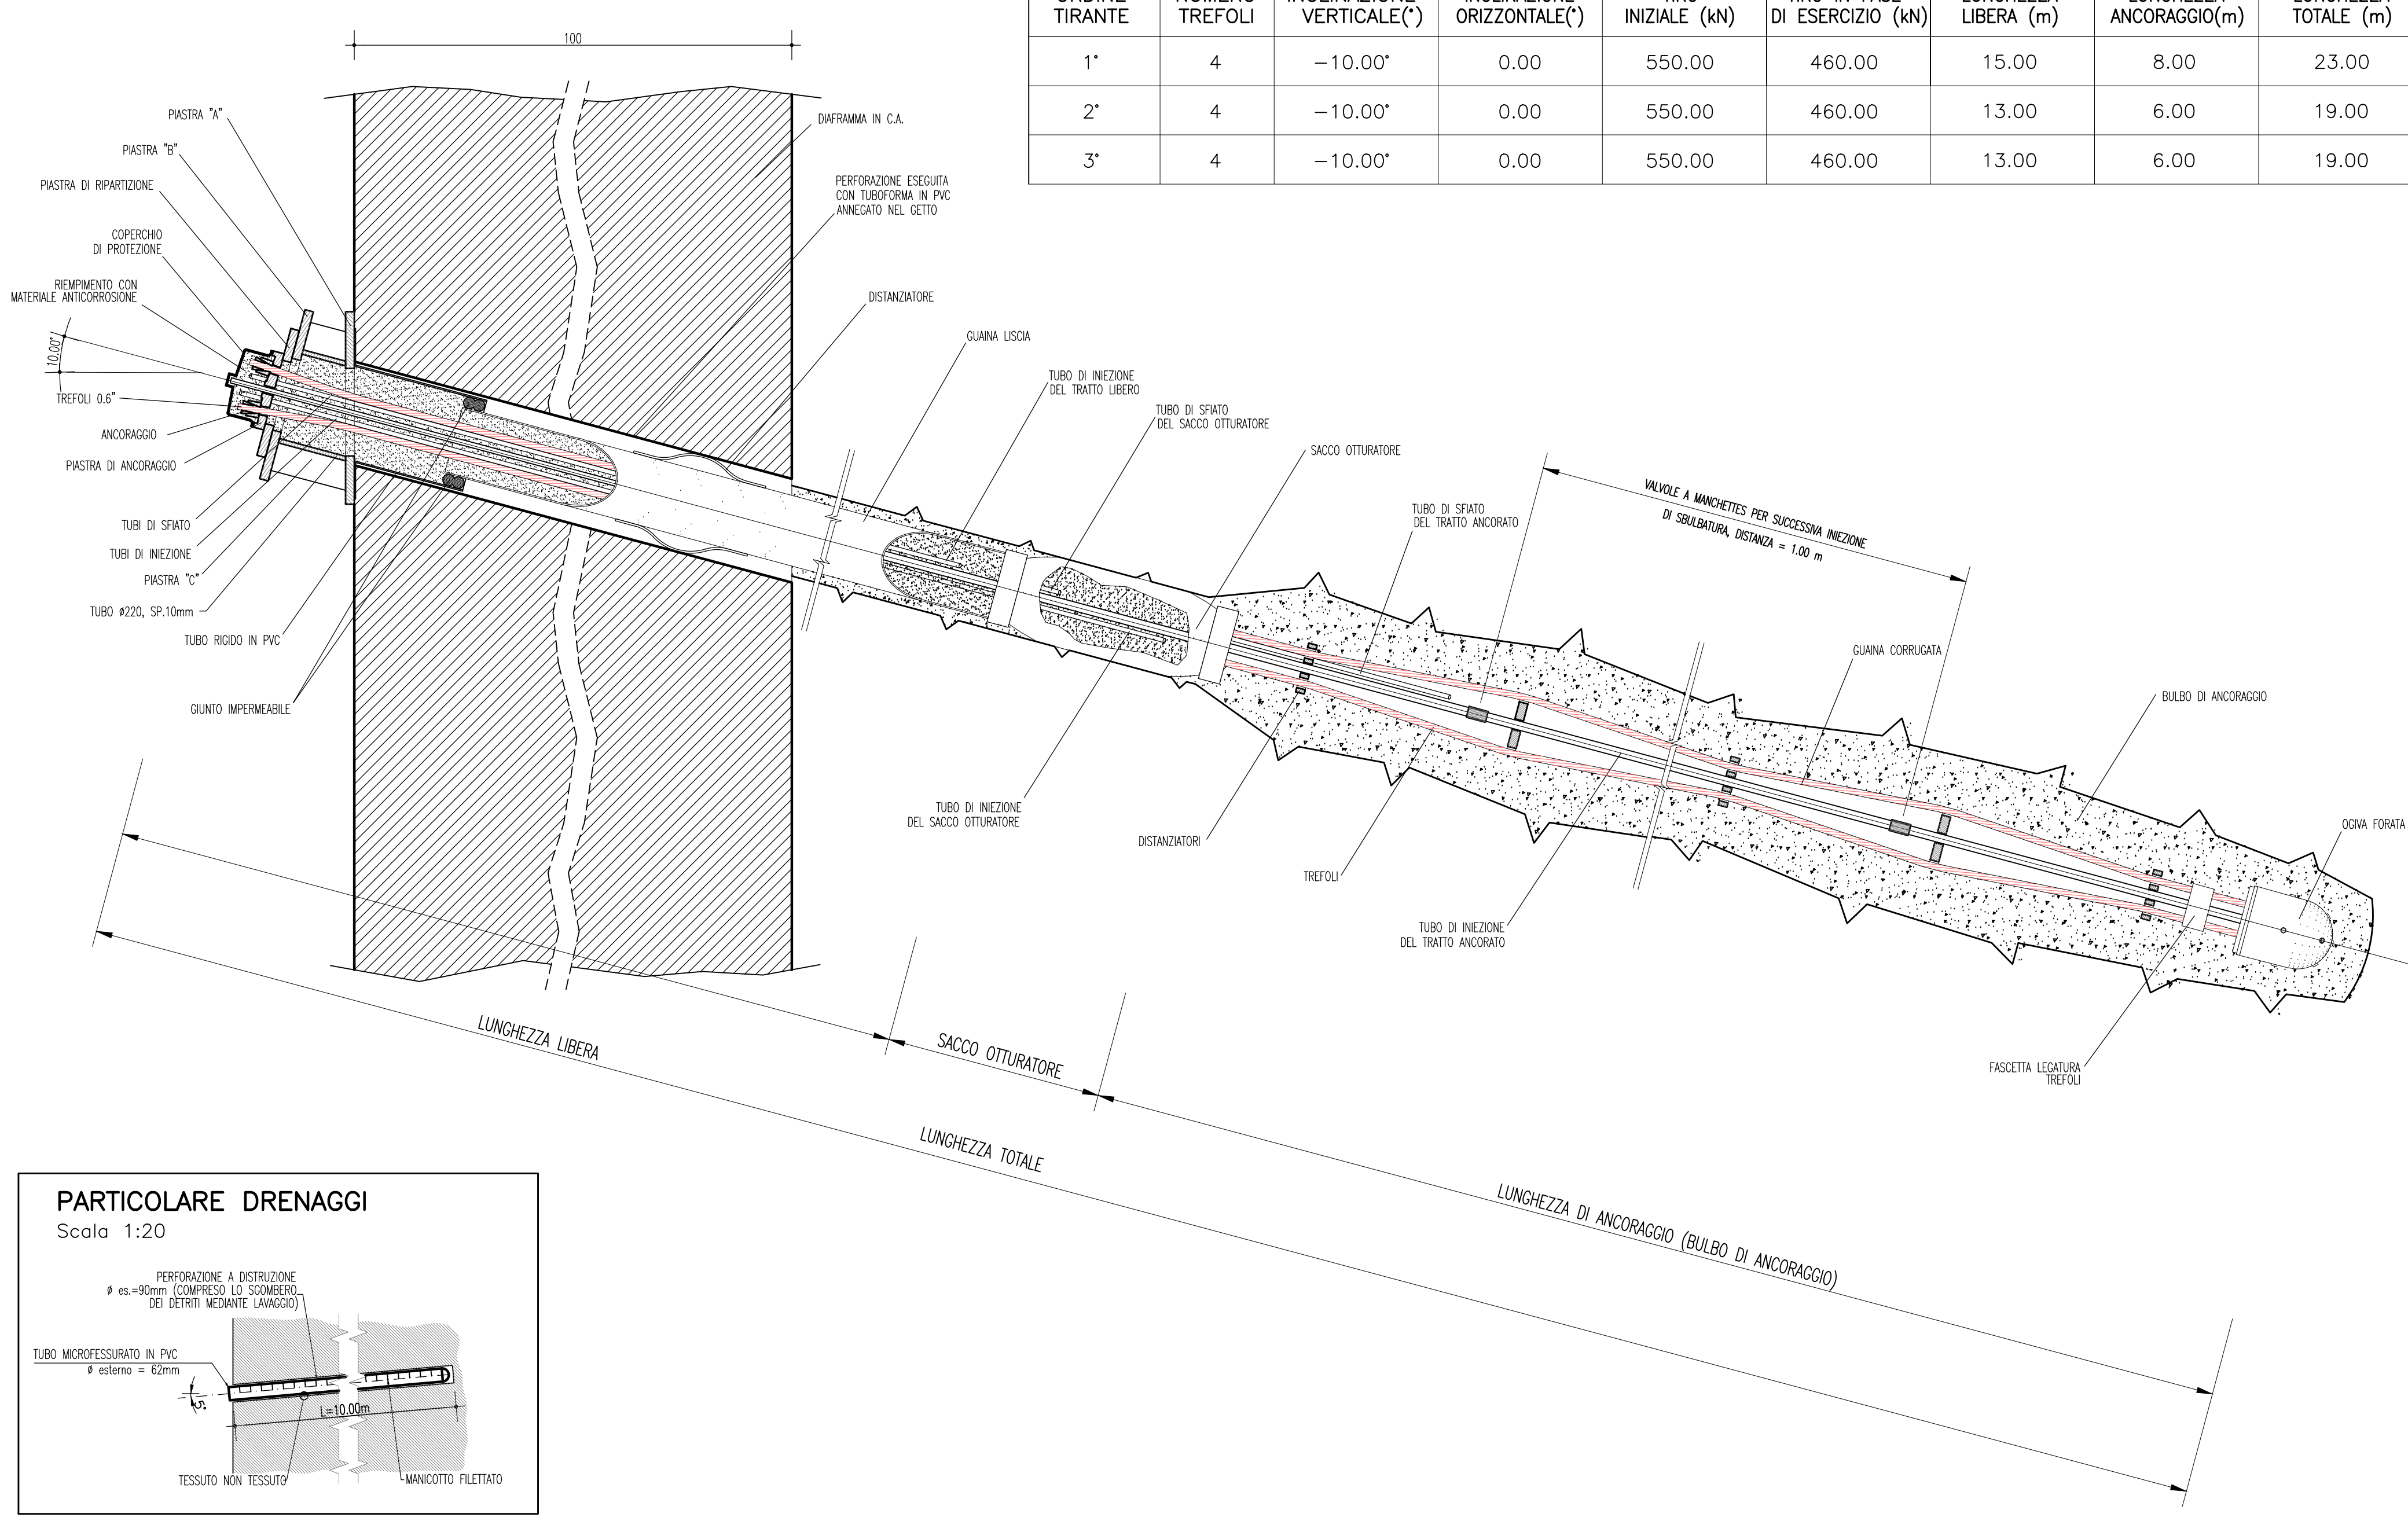 TIRANTE TREFOLI VERTICALE(°) ORIZZONTALE(°) INIZIALE (kN) DI ESERCIZIO (kN) LIBERA (m) ANCORAGGIO(m) TOTALE (m)
1° 4 −10.00° 0.00 550.00 460.00 15.00 8.00 23.00
2° 4 −10.00° 0.00 550.00 460.00 13.00 6.00 19.00
3° 4 −10.00° 0.00 550.00 460.00 13.00 6.00 19.00
100
PIASTRA "A"
PIASTRA "B"
PIASTRA DI RIPARTIZIONE
COPERCHIO
DI PROTEZIONE
RIEMPIMENTO CON
MATERIALE ANTICORROSIONE
10.00°
TREFOLI 0.6"
ANCORAGGIO
PIASTRA DI ANCORAGGIO
TUBI DI SFIATO
TUBI DI INIEZIONE
PIASTRA "C"
TUBO ø220, SP.10mm
TUBO RIGIDO IN PVC
GIUNTO IMPERMEABILE
DIAFRAMMA IN C.A.
PERFORAZIONE ESEGUITA
CON TUBOFORMA IN PVC
ANNEGATO NEL GETTO
DISTANZIATORE
GUAINA LISCIA
TUBO DI INIEZIONE
DEL TRATTO LIBERO
TUBO DI SFIATO
DEL SACCO OTTURATORE
SACCO OTTURATORE
TUBO DI SFIATO
DEL TRATTO ANCORATO
VALVOLE A MANCHETTES PER SUCCESSIVA INIEZIONE
DI SBULBATURA, DISTANZA = 1.00 m
GUAINA CORRUGATA
BULBO DI ANCORAGGIO
OGIVA FORATA
TUBO DI INIEZIONE
DEL SACCO OTTURATORE
DISTANZIATORI
TREFOLI
TUBO DI INIEZIONE
DEL TRATTO ANCORATO
FASCETTA LEGATURA
TREFOLI
LUNGHEZZA LIBERA
SACCO OTTURATORE
LUNGHEZZA TOTALE
LUNGHEZZA DI ANCORAGGIO (BULBO DI ANCORAGGIO)
PARTICOLARE DRENAGGI
Scala 1:20
PERFORAZIONE A DISTRUZIONE
ø es.=90mm (COMPRESO LO SGOMBERO
DEI DETRITI MEDIANTE LAVAGGIO)
TUBO MICROFESSURATO IN PVC
ø esterno = 62mm
5°
L=10.00m
TESSUTO NON TESSUTO
MANICOTTO FILETTATO